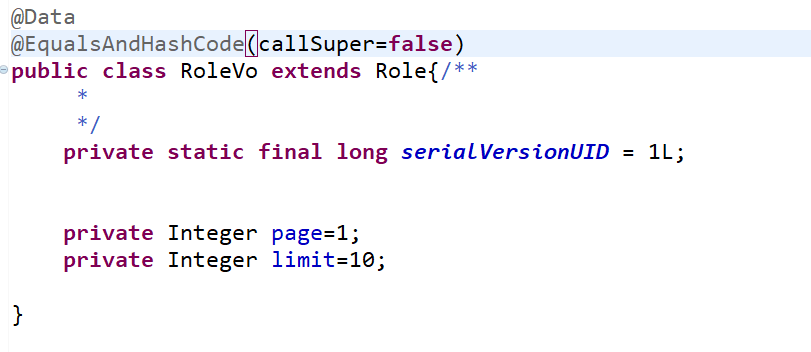 @Data
@EqualsAndHashCode(callSuper=false)
public class RoleVo extends Role{/**
     *
     */
    private static final long serialVersionUID = 1L;
    private Integer page=1;
    private Integer limit=10;
}